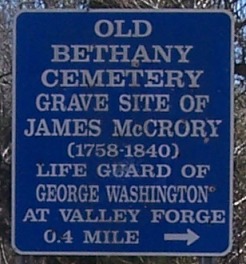 OLD
BETHANY
CEMETERY
GRAVE SITE OF
JAMES McCRORY
(1758-1840)
LIFE GUARD OF
GEORGE WASHINGTON
AT VALLEY FORGE
0.4 MILE →